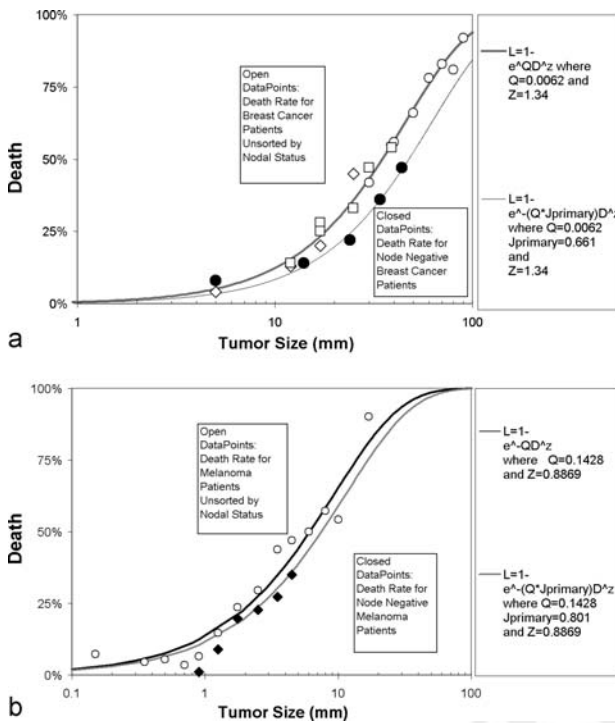 100%
75%
50%
25%
0%
Death
Open
DataPoints:
Death Rate for
Breast Cancer
Patients
Unsorted by
Nodal Status
Closed
DataPoints:
Death Rate for
Node Negative
Breast Cancer
Patients
1
10
100
Tumor Size (mm)
a
L=1-
e^QD^z where
Q=0.0062 and
Z=1.34
L=1-
e^-(Q*Jprimary)D^z
where Q=0.0062
Jprimary=0.661
and
Z=1.34
100%
75%
50%
25%
0%
Death
Open
DataPoints:
Death Rate for
Melanoma
Patients
Unsorted by
Nodal Status
Closed
DataPoints:
Death Rate for
Node Negative
Melanoma
Patients
0.1
1
10
100
Tumor Size (mm)
b
L=1-
e^-QD^z
where Q=0.1428
and Z=0.8869
L=1-
e^-(Q*Jprimary)D^z
where Q=0.1428
Jprimary=0.801
and Z=0.8869